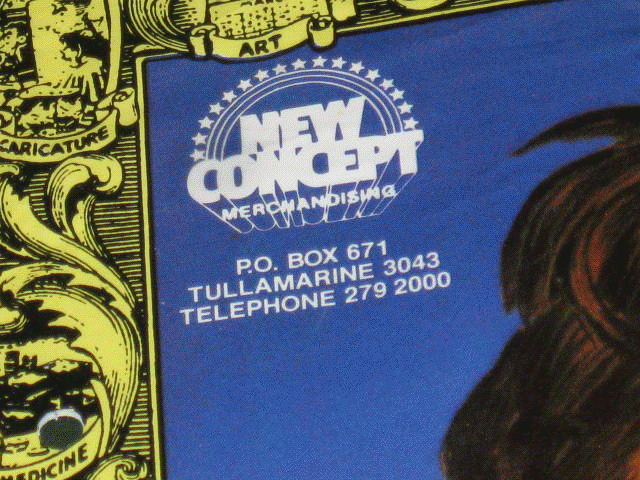 ART
CARICATURE
NEW
CONCEPT
MERCHANDISING
P.O. BOX 671
TULLAMARINE 3043
TELEPHONE 279 2000
MEDICINE